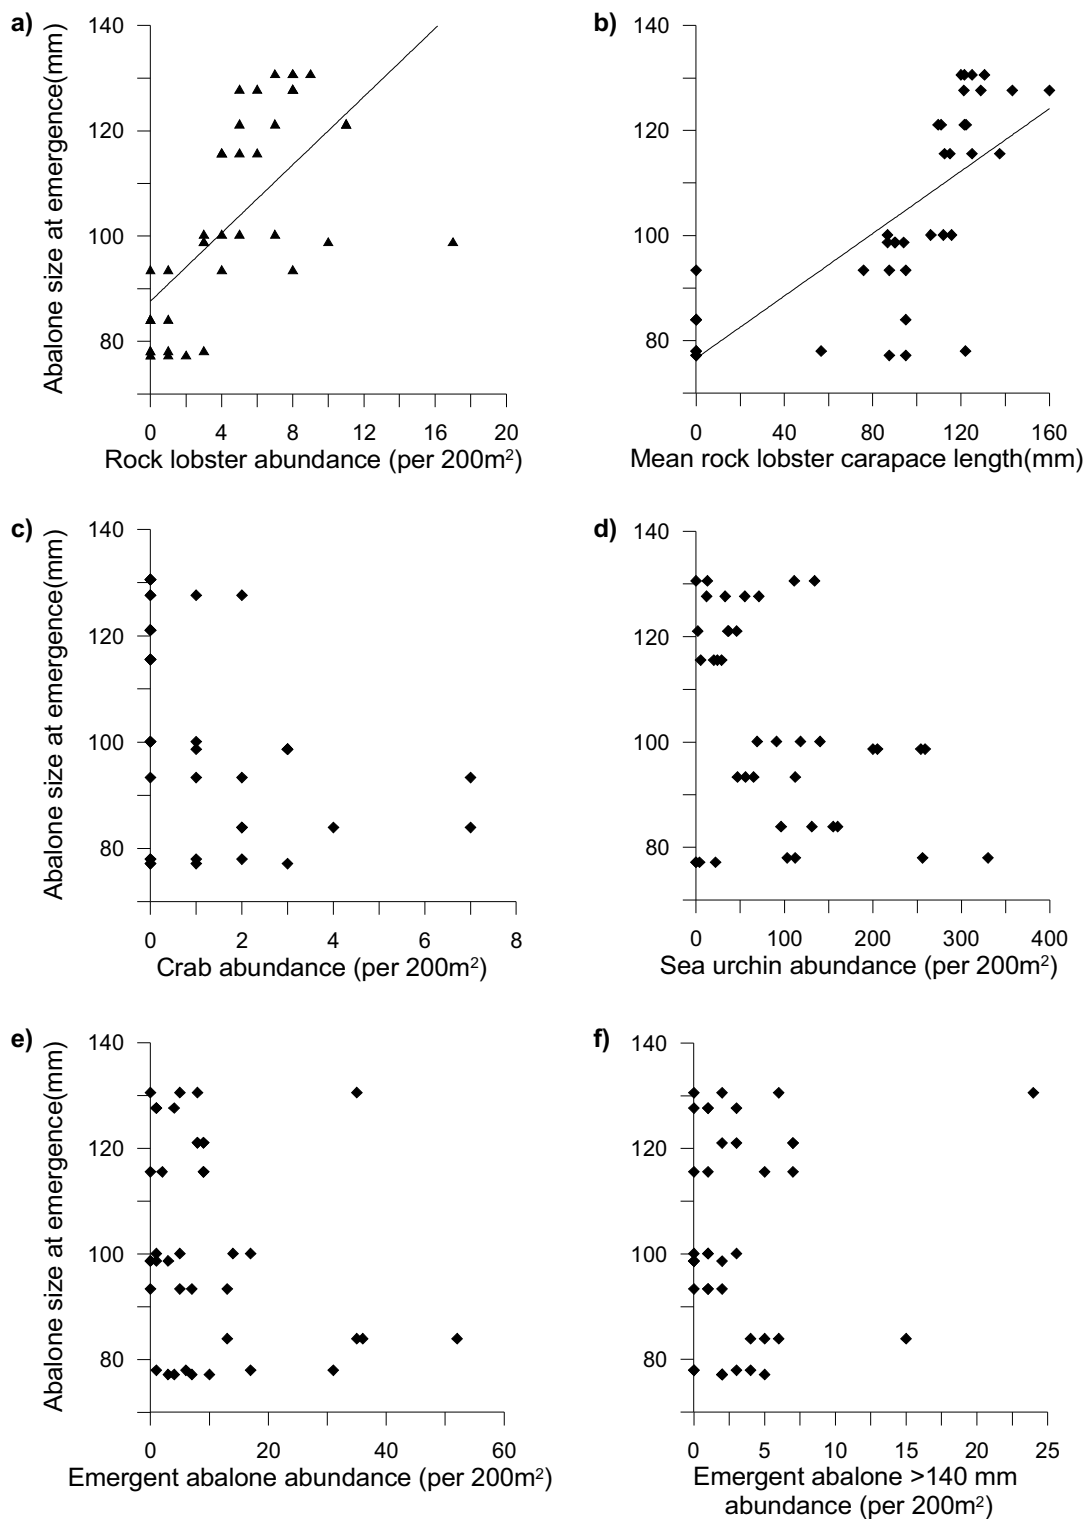 a)
Abalone size at emergence(mm)
140
120
100
80
0 4 8 12 16 20
Rock lobster abundance (per 200m²)
b)
140
120
100
80
0 40 80 120 160
Mean rock lobster carapace length(mm)
c)
Abalone size at emergence(mm)
140
120
100
80
0 2 4 6 8
Crab abundance (per 200m²)
d)
140
120
100
80
0 100 200 300 400
Sea urchin abundance (per 200m²)
e)
Abalone size at emergence(mm)
140
120
100
80
0 20 40 60
Emergent abalone abundance (per 200m²)
f)
140
120
100
80
0 5 10 15 20 25
Emergent abalone >140 mm
abundance (per 200m²)